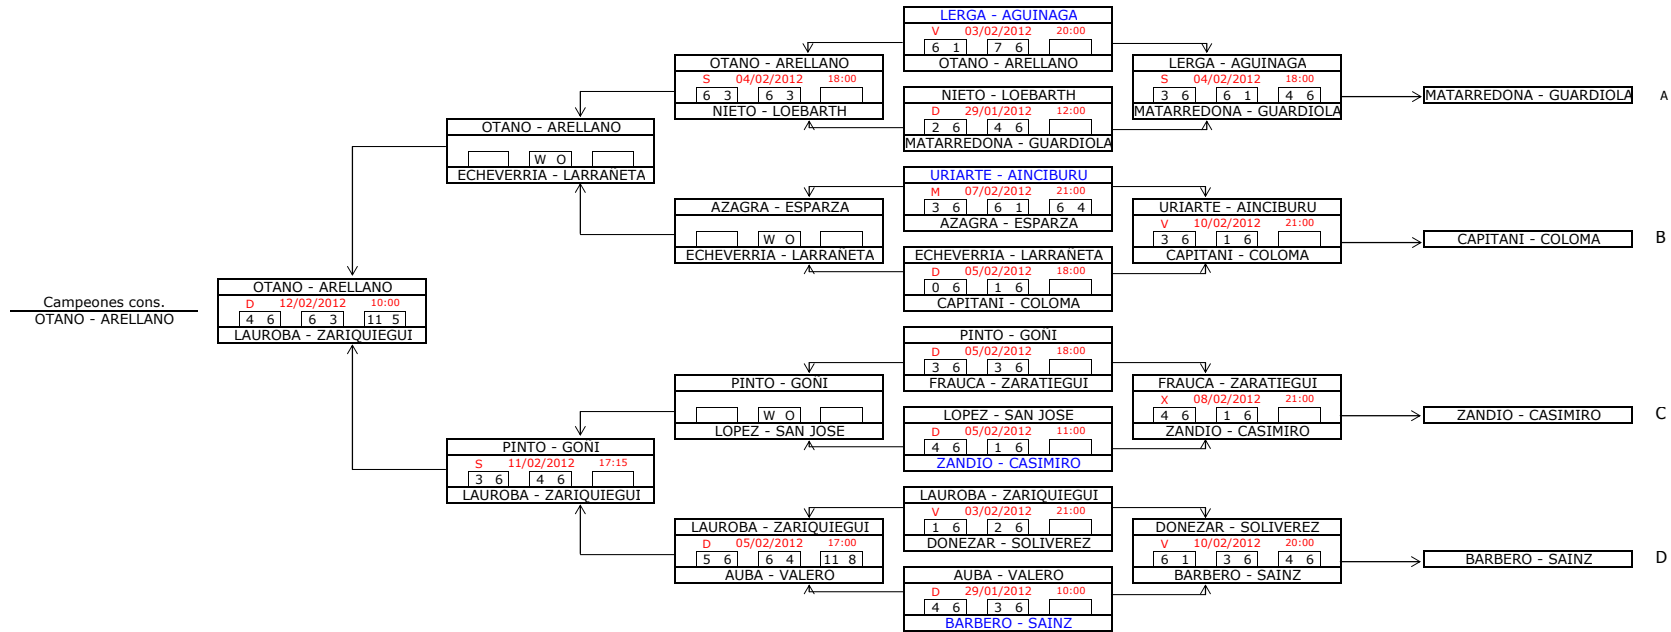 Campeones cons.
OTANO - ARELLANO
OTANO - ARELLANO
D 12/02/2012 10:00
4 6 6 3 11 5
LAUROBA - ZARIQUIEGUI
OTANO - ARELLANO
W O
ECHEVERRIA - LARRAÑETA
PINTO - GOÑI
S 11/02/2012 17:15
3 6 4 6
LAUROBA - ZARIQUIEGUI
OTANO - ARELLANO
S 04/02/2012 18:00
6 3 6 3
NIETO - LOEBARTH
AZAGRA - ESPARZA
W O
ECHEVERRIA - LARRAÑETA
PINTO - GOÑI
W O
LOPEZ - SAN JOSE
LAUROBA - ZARIQUIEGUI
D 05/02/2012 17:00
5 6 6 4 11 8
AUBA - VALERO
LERGA - AGUINAGA
V 03/02/2012 20:00
6 1 7 6
OTANO - ARELLANO
NIETO - LOEBARTH
D 29/01/2012 12:00
2 6 4 6
MATARREDONA - GUARDIOLA
URIARTE - AINCIBURU
M 07/02/2012 21:00
3 6 6 1 6 4
AZAGRA - ESPARZA
ECHEVERRIA - LARRAÑETA
D 05/02/2012 18:00
0 6 1 6
CAPITANI - COLOMA
PINTO - GOÑI
D 05/02/2012 18:00
3 6 3 6
FRAUCA - ZARATIEGUI
LOPEZ - SAN JOSE
D 05/02/2012 11:00
4 6 1 6
ZANDIO - CASIMIRO
LAUROBA - ZARIQUIEGUI
V 03/02/2012 21:00
1 6 2 6
DONEZAR - SOLIVEREZ
AUBA - VALERO
D 29/01/2012 10:00
4 6 3 6
BARBERO - SAINZ
LERGA - AGUINAGA
S 04/02/2012 18:00
3 6 6 1 4 6
MATARREDONA - GUARDIOLA
URIARTE - AINCIBURU
V 10/02/2012 21:00
3 6 1 6
CAPITANI - COLOMA
FRAUCA - ZARATIEGUI
X 08/02/2012 21:00
4 6 1 6
ZANDIO - CASIMIRO
DONEZAR - SOLIVEREZ
V 10/02/2012 20:00
6 1 3 6 4 6
BARBERO - SAINZ
MATARREDONA - GUARDIOLA A
CAPITANI - COLOMA B
ZANDIO - CASIMIRO C
BARBERO - SAINZ D